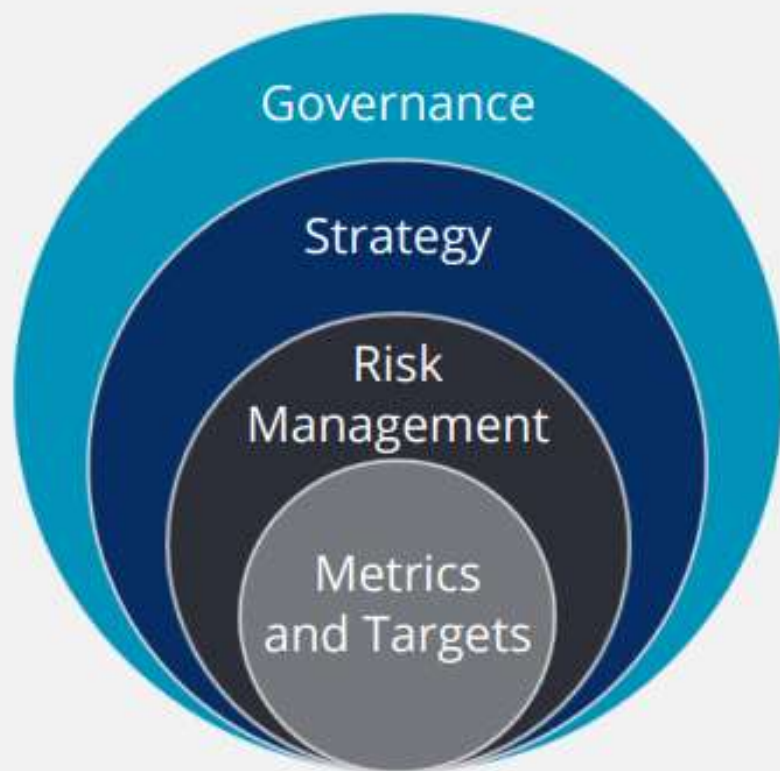 Governance
Strategy
Risk
Management
Metrics
and Targets